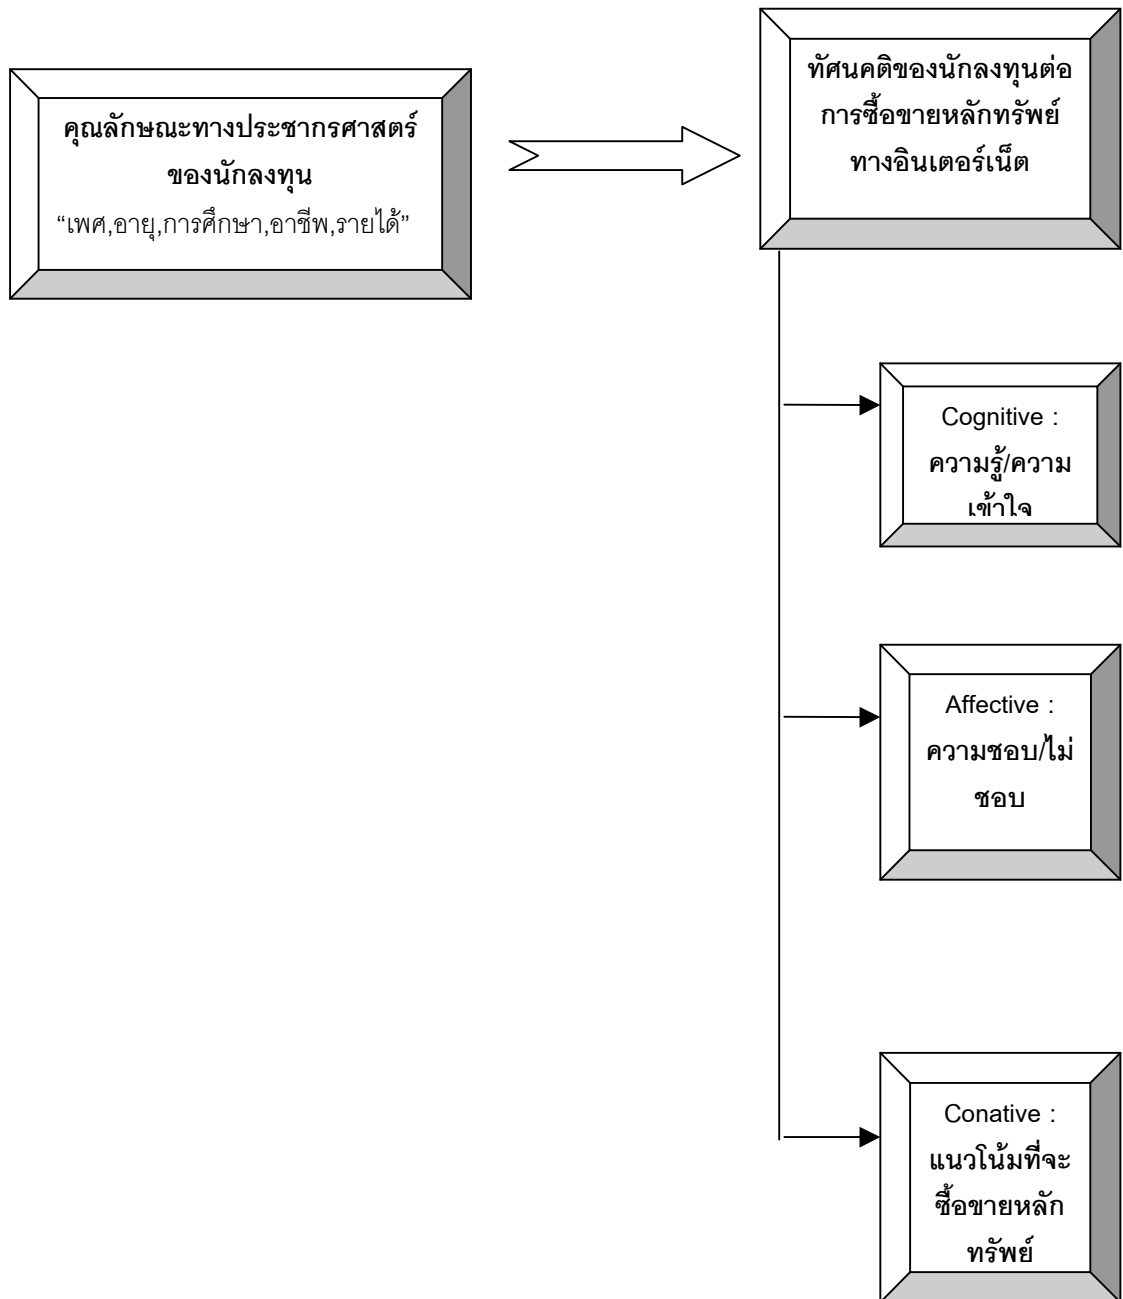 คุณลักษณะทางประชากรศาสตร์
ของนักลงทุน
“เพศ,อายุ,การศึกษา,อาชีพ,รายได้”
ทัศนคติของนักลงทุนต่อ
การซื้อขายหลักทรัพย์
ทางอินเตอร์เน็ต
Cognitive :
ความรู้/ความ
เข้าใจ
Affective :
ความชอบ/ไม่
ชอบ
Conative :
แนวโน้มที่จะ
ซื้อขายหลัก
ทรัพย์